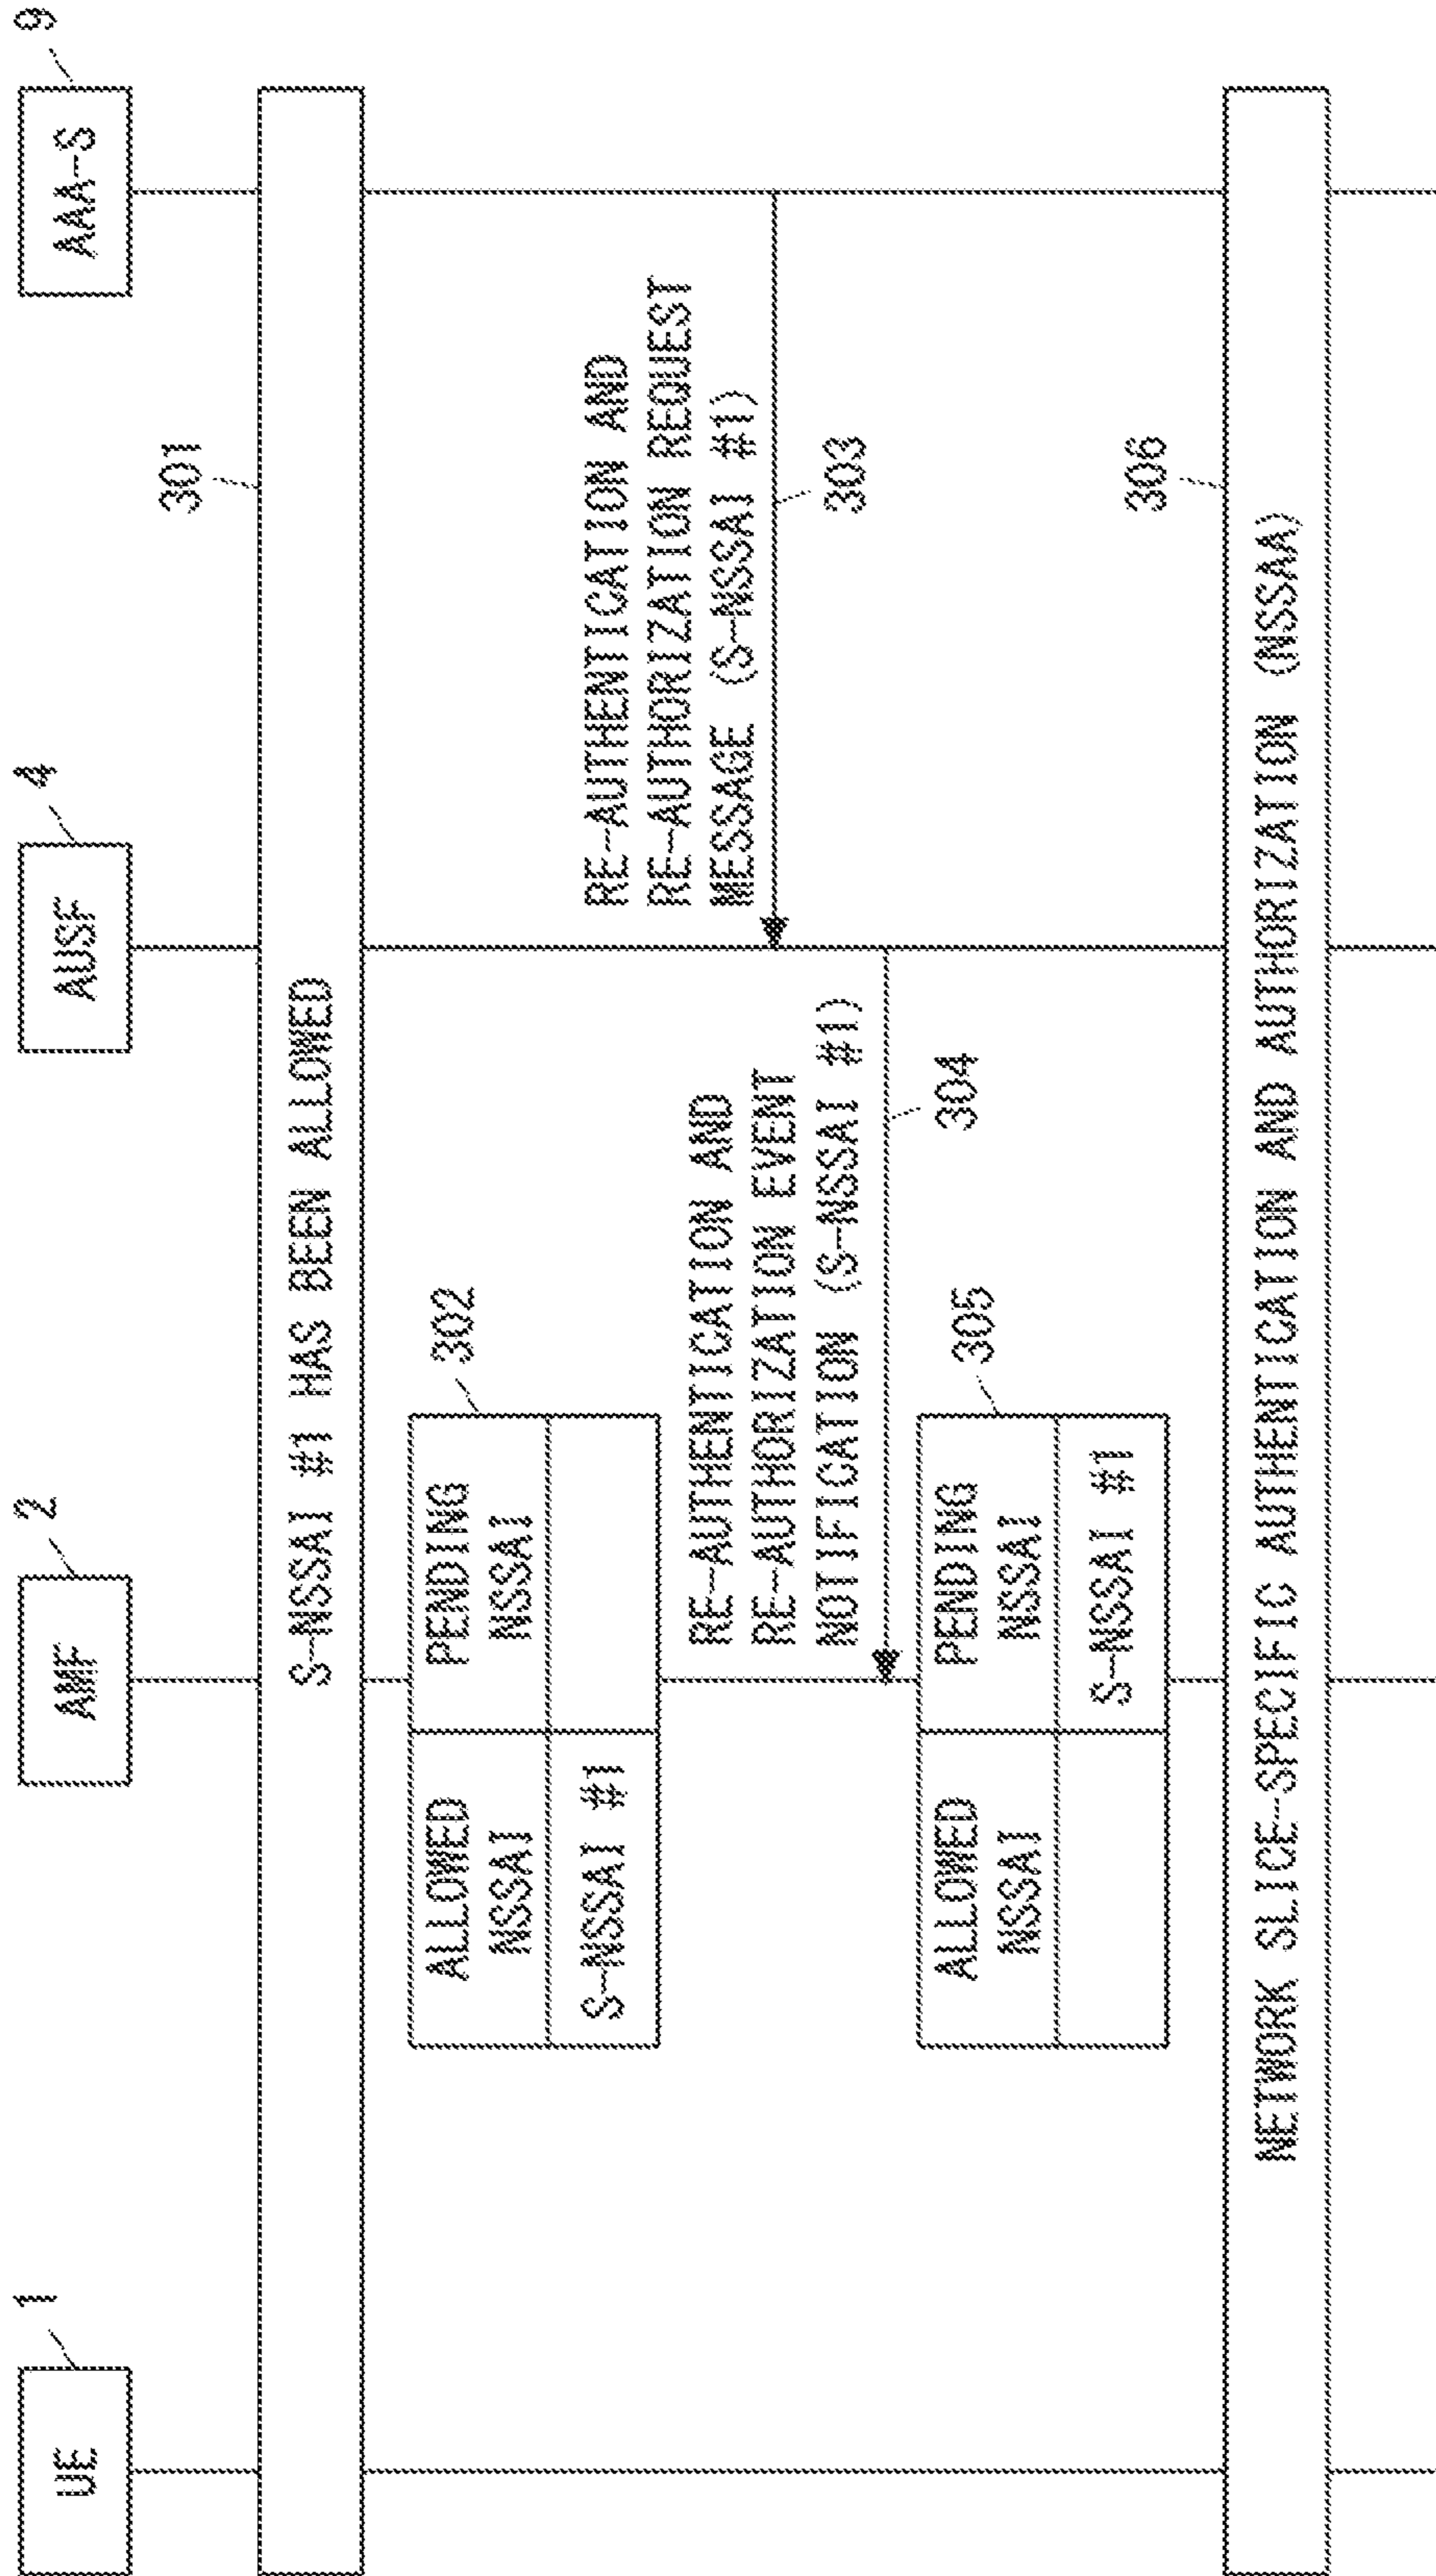 UE
1
AMF
2
AUSF
4
AAA-S
9
301
S-NSSAI #1 HAS BEEN ALLOWED
302
ALLOWED
NSSAI
PENDING
NSSAI
S-NSSAI #1
RE-AUTHENTICATION AND
RE-AUTHORIZATION REQUEST
MESSAGE (S-NSSAI #1)
303
RE-AUTHENTICATION AND
RE-AUTHORIZATION EVENT
NOTIFICATION (S-NSSAI #1)
304
305
ALLOWED
NSSAI
PENDING
NSSAI
S-NSSAI #1
306
NETWORK SLICE-SPECIFIC AUTHENTICATION AND AUTHORIZATION (NSSAA)